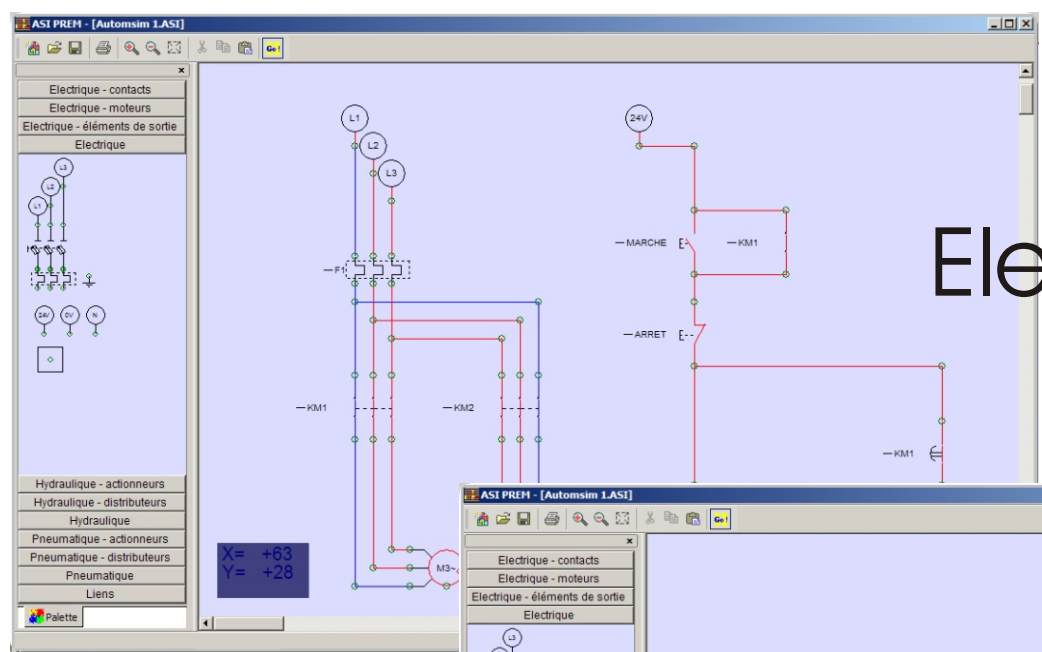 ASI PREM - [Automsim 1.ASI]
Go !
Electrique - contacts
Electrique - moteurs
Electrique - éléments de sortie
Electrique
L3
L2
L1
24V 0V N
Hydraulique - actionneurs
Hydraulique - distributeurs
Hydraulique
Pneumatique - actionneurs
Pneumatique - distributeurs
Pneumatique
Liens
Palette
L1
L2
L3
F1
KM1
KM2
X= +63
Y= +28
M3~
24V
MARCHE
KM1
ARRET
KM1
Ele
ASI PREM - [Automsim 1.ASI]
Go !
Electrique - contacts
Electrique - moteurs
Electrique - éléments de sortie
Electrique
L3